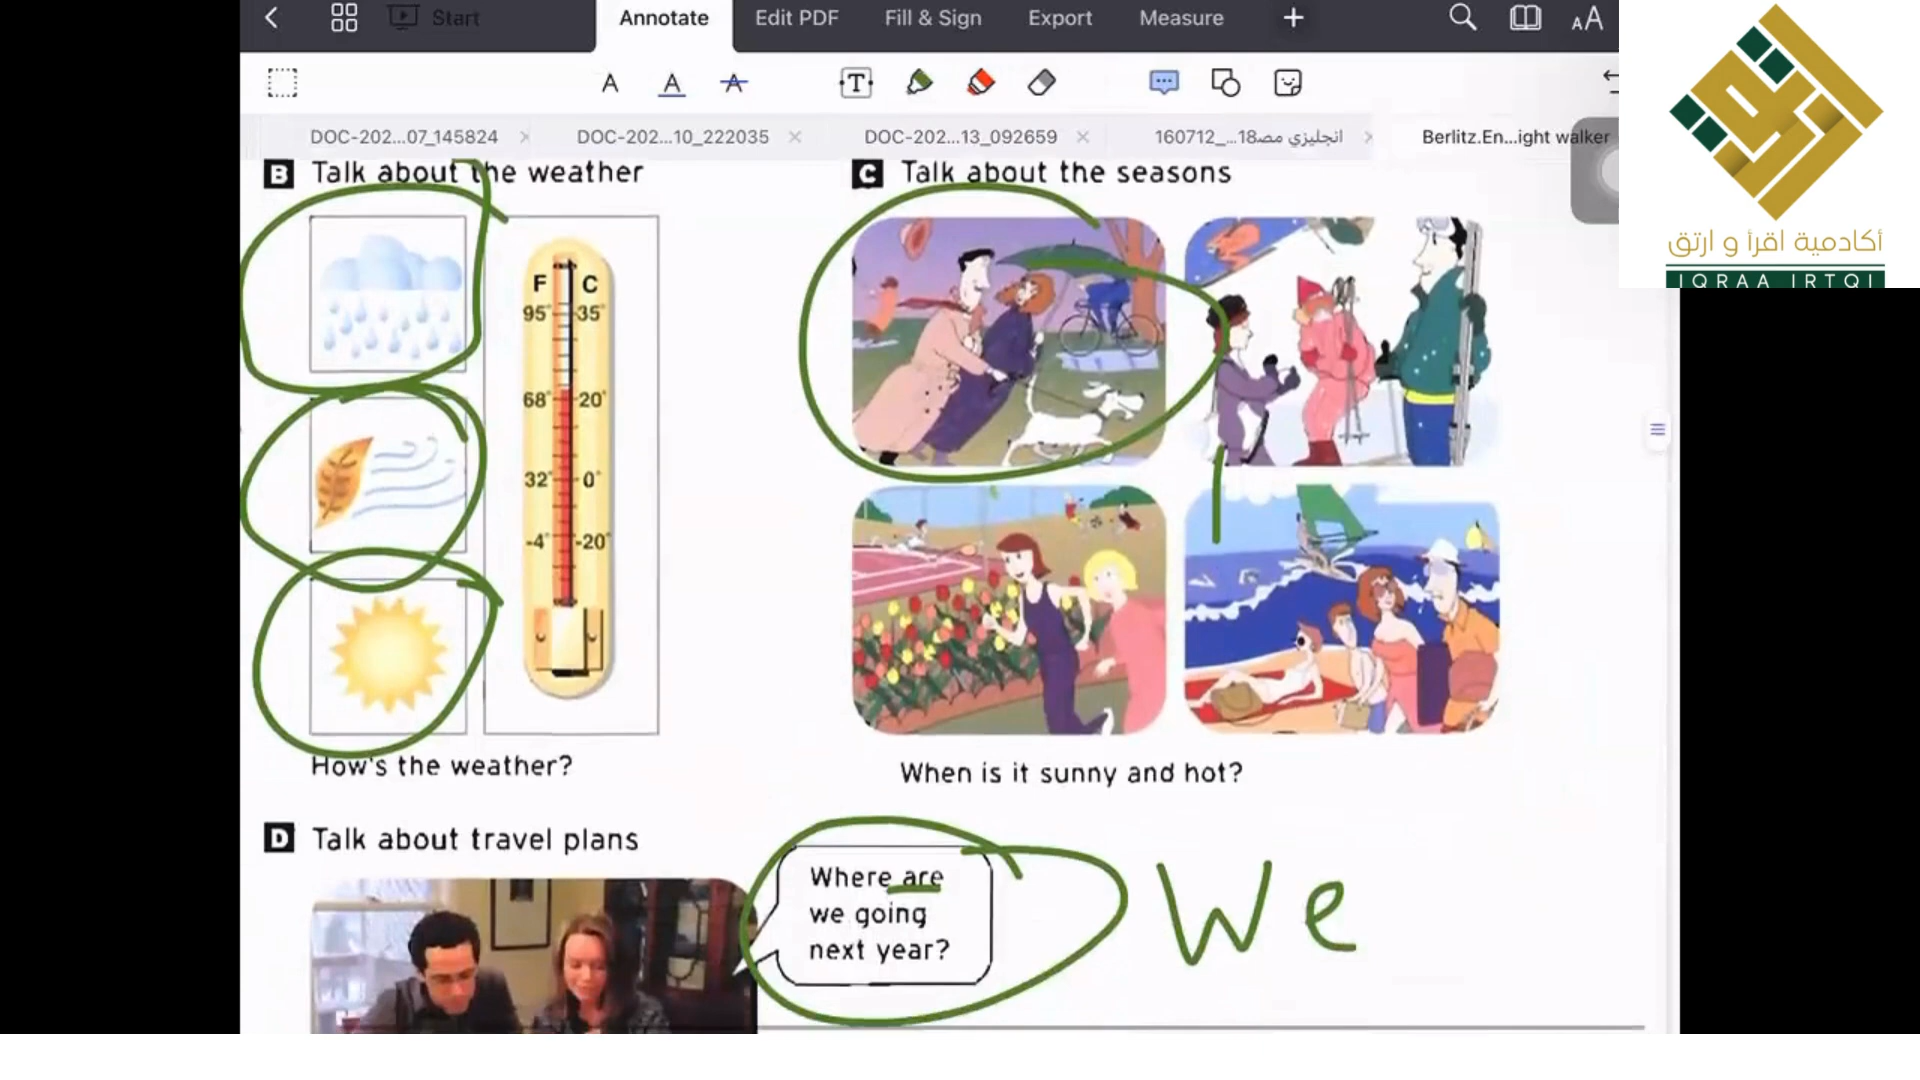 Start
Annotate
Edit PDF
Fill & Sign
Export
Measure
DOC-202...07_145824
DOC-202...10_222035
DOC-202...13_092659
160712_...18انجليزي مصا
Berlitz.En...ight walker
أكادمية اقرأ و ارتق
IQRAA IRTQI
B Talk about the weather
C Talk about the seasons
F C
95° 35°
68° 20°
32° 0°
-4° -20°
How's the weather?
When is it sunny and hot?
D Talk about travel plans
Where are
we going
next year?
We